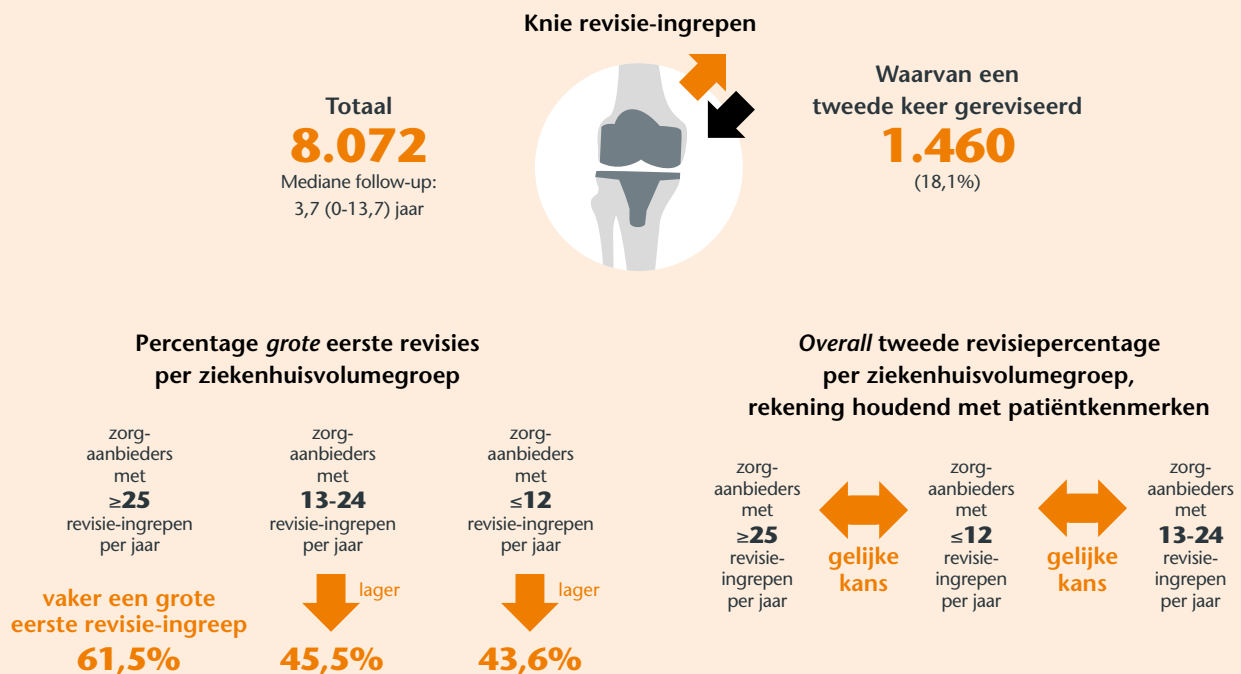 Knie revisie-ingrepen
Totaal
8.072
Mediane follow-up:
3,7 (0-13,7) jaar
Waarvan een
tweede keer gereviseerd
1.460
(18,1%)
Percentage grote eerste revisies
per ziekenhuisvolumegroep
zorg-
aanbieders
met
≥25
revisie-ingrepen
per jaar
vaker een grote
eerste revisie-ingreep
61,5%
zorg-
aanbieders
met
13-24
revisie-ingrepen
per jaar
lager
45,5%
zorg-
aanbieders
met
≤12
revisie-ingrepen
per jaar
lager
43,6%
Overall tweede revisiepercentage
per ziekenhuisvolumegroep,
rekening houdend met patiëntkenmerken
zorg-
aanbieders
met
≥25
revisie-
ingrepen
per jaar
gelijke
kans
zorg-
aanbieders
met
≤12
revisie-
ingrepen
per jaar
gelijke
kans
zorg-
aanbieders
met
13-24
revisie-
ingrepen
per jaar